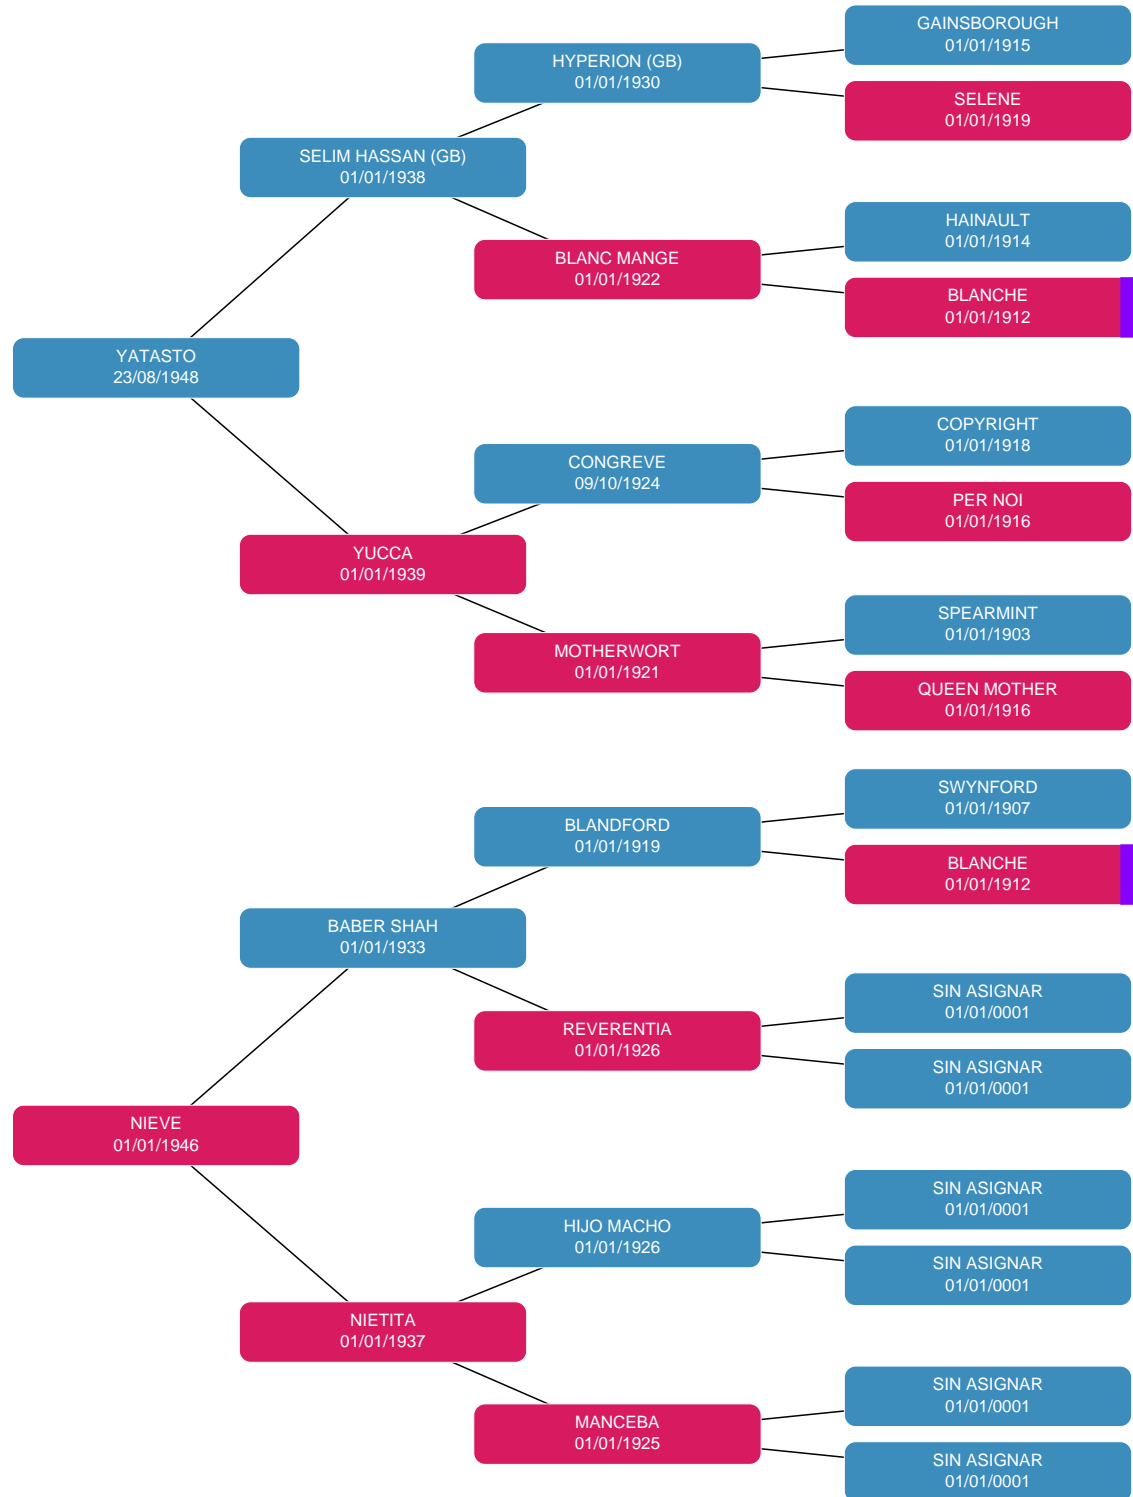 GAINSBOROUGH
01/01/1915
HYPERION (GB)
01/01/1930
SELENE
01/01/1919
SELIM HASSAN (GB)
01/01/1938
HAINAULT
01/01/1914
BLANC MANGE
01/01/1922
BLANCHE
01/01/1912
YATASTO
23/08/1948
COPYRIGHT
01/01/1918
CONGREVE
09/10/1924
PER NOI
01/01/1916
YUCCA
01/01/1939
SPEARMINT
01/01/1903
MOTHERWORT
01/01/1921
QUEEN MOTHER
01/01/1916
SWYNFORD
01/01/1907
BLANDFORD
01/01/1919
BLANCHE
01/01/1912
BABER SHAH
01/01/1933
SIN ASIGNAR
01/01/0001
REVERENTIA
01/01/1926
SIN ASIGNAR
01/01/0001
NIEVE
01/01/1946
SIN ASIGNAR
01/01/0001
HIJO MACHO
01/01/1926
SIN ASIGNAR
01/01/0001
NIETITA
01/01/1937
SIN ASIGNAR
01/01/0001
MANCEBA
01/01/1925
SIN ASIGNAR
01/01/0001